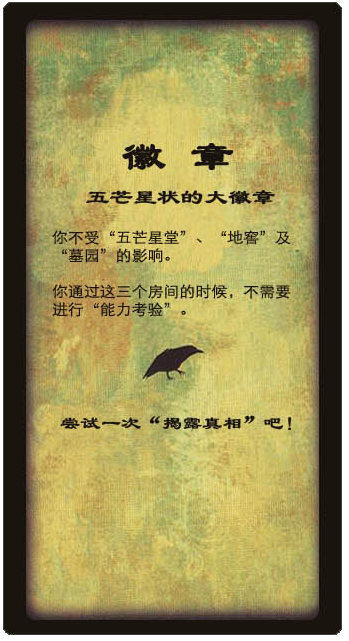 徽 章
五芒星状的大徽章
你不受“五芒星堂”、“地窖”及
“墓园”的影响。
你通过这三个房间的时候，不需要
进行“能力考验”。
尝试一次“揭露真相”吧！